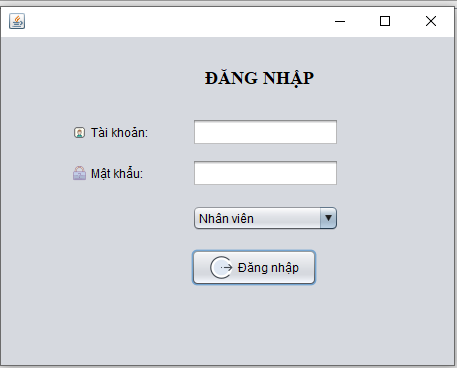 ĐĂNG NHẬP
Tài khoản:
Mật khẩu:
Nhân viên
Đăng nhập